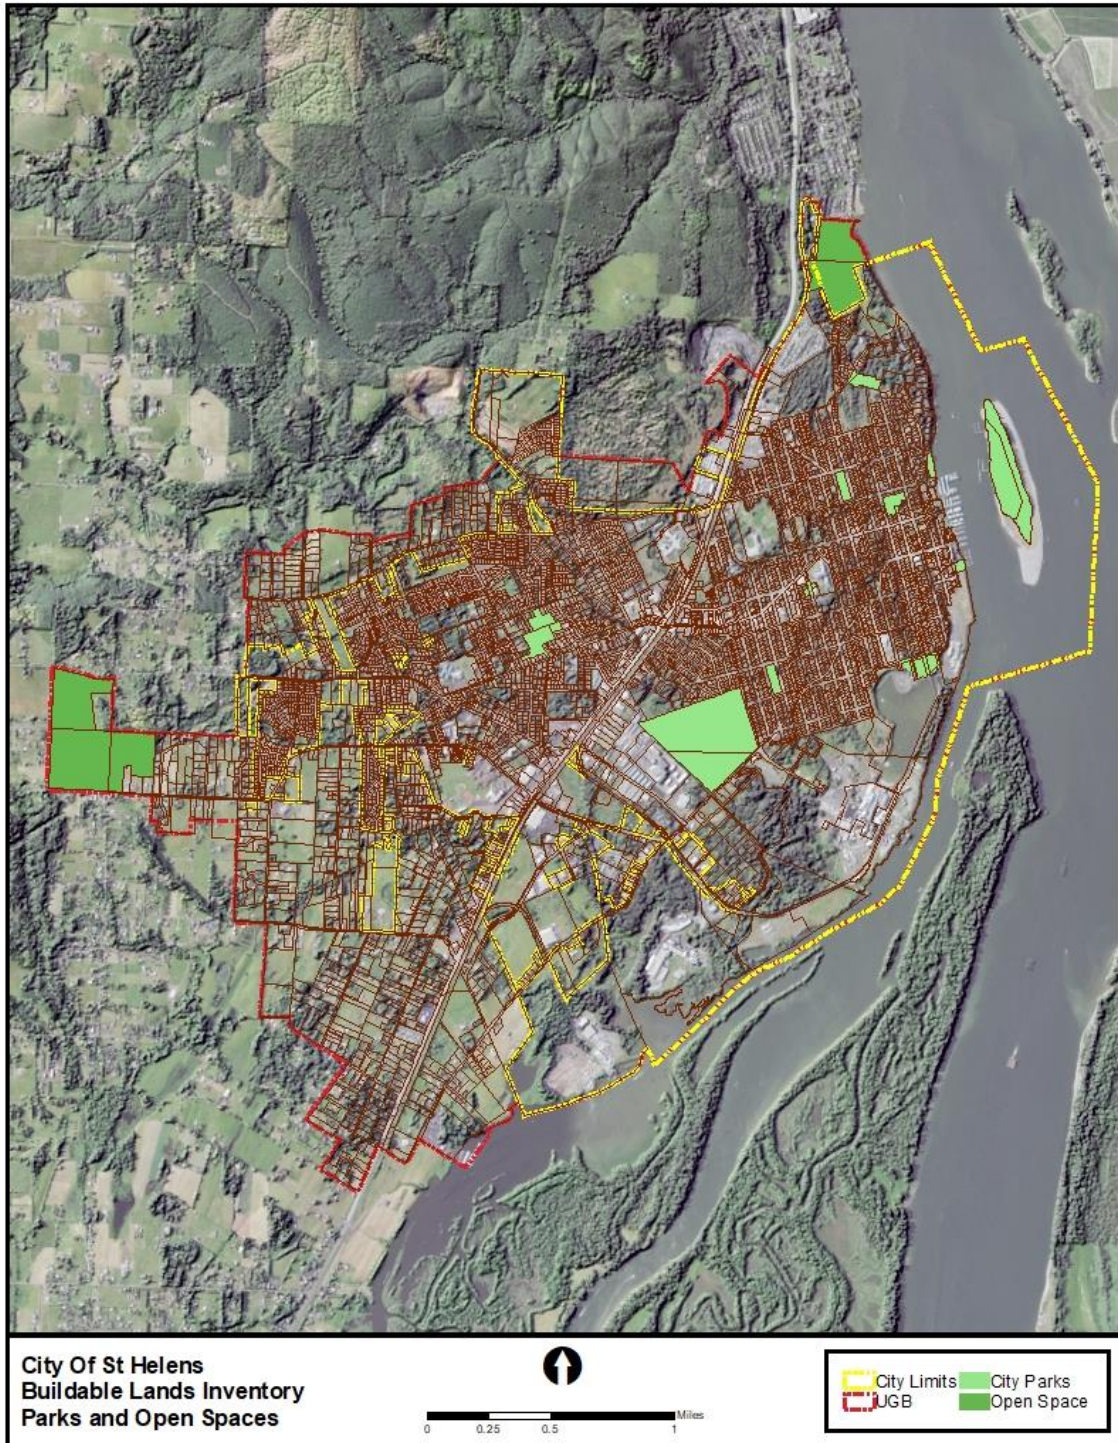 City Of St Helens
Buildable Lands Inventory
Parks and Open Spaces
Miles
0 0.25 0.5 1
City Limits City Parks
UGB Open Space